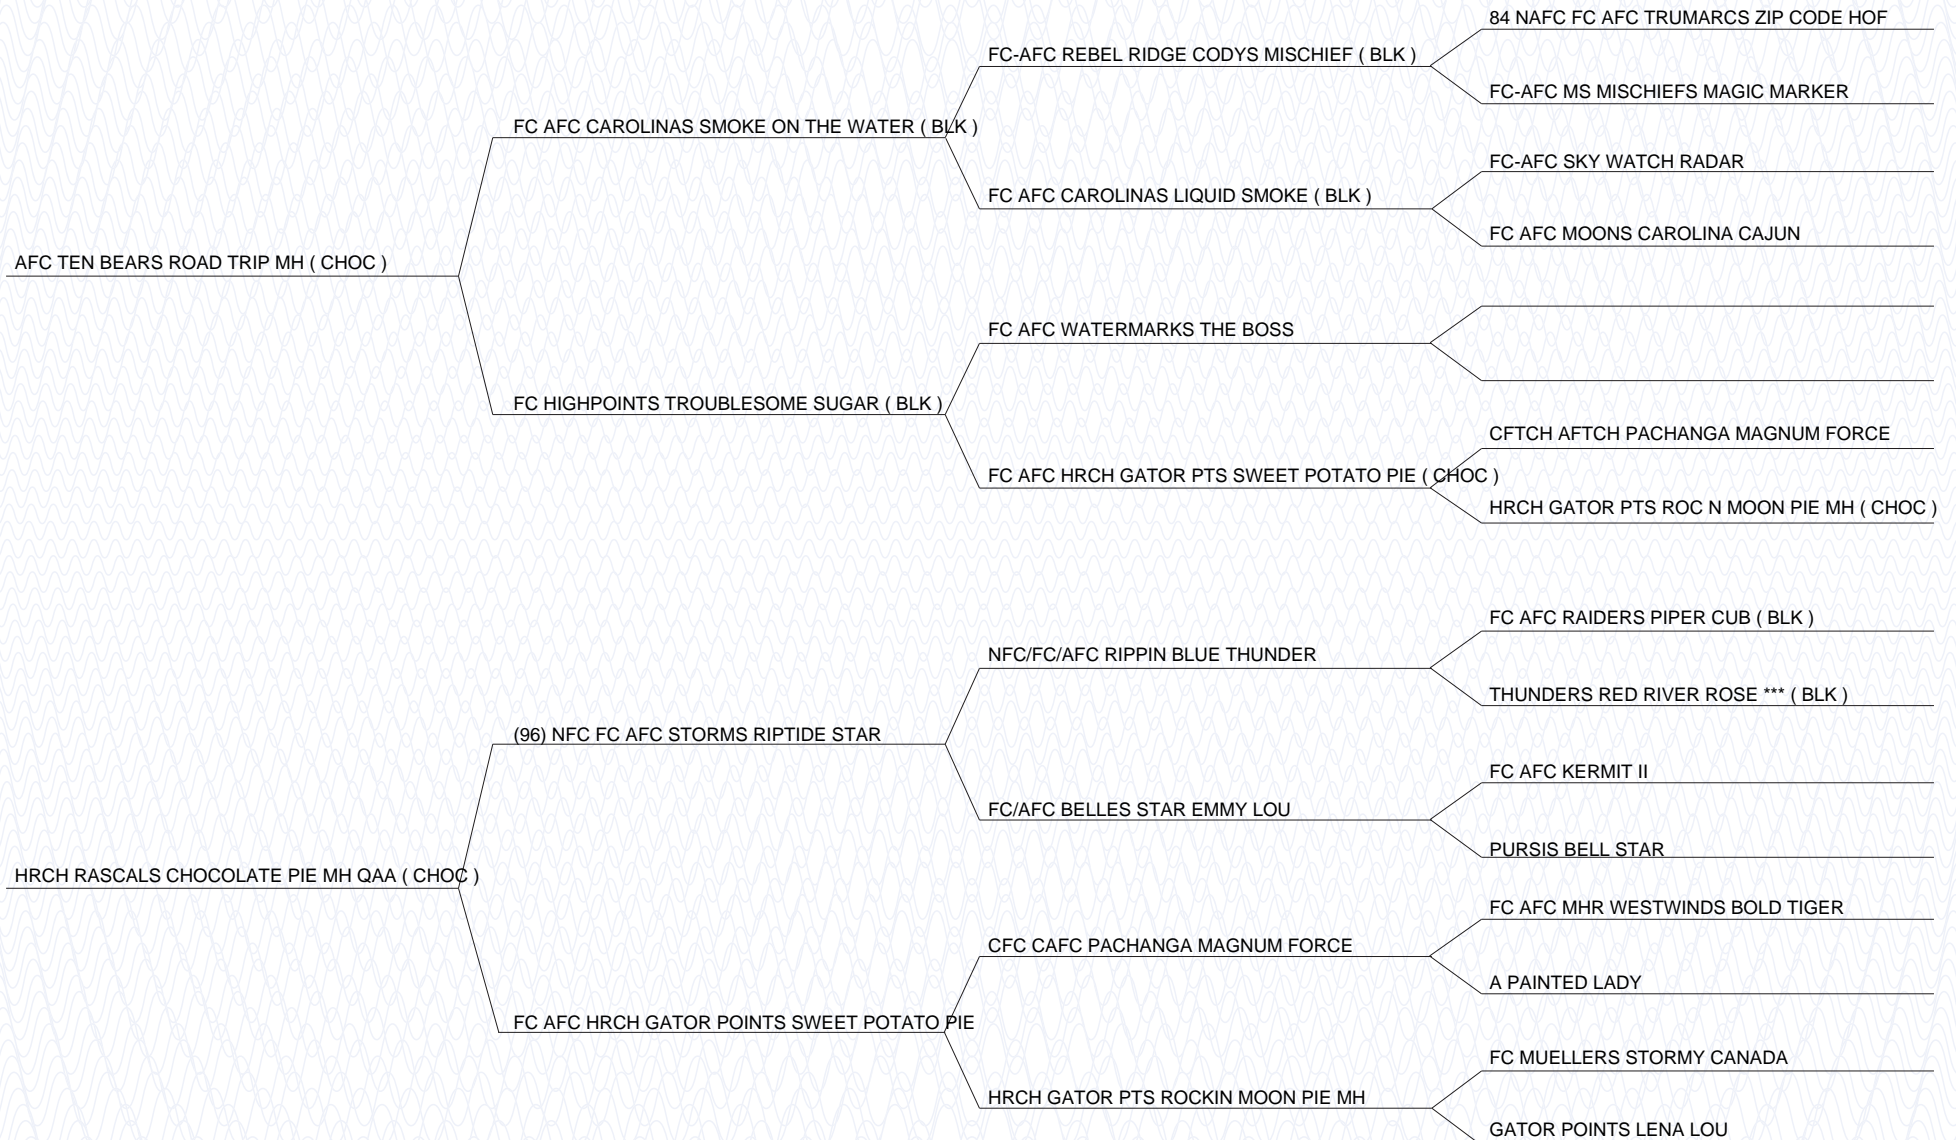 84 NAFC FC AFC TRUMARCS ZIP CODE HOF
FC-AFC REBEL RIDGE CODYS MISCHIEF ( BLK )
FC-AFC MS MISCHIEFS MAGIC MARKER
FC AFC CAROLINAS SMOKE ON THE WATER ( BLK )
FC-AFC SKY WATCH RADAR
FC AFC CAROLINAS LIQUID SMOKE ( BLK )
FC AFC MOONS CAROLINA CAJUN
AFC TEN BEARS ROAD TRIP MH ( CHOC )
FC AFC WATERMARKS THE BOSS
FC HIGHPOINTS TROUBLESOME SUGAR ( BLK )
CFTCH AFTCH PACHANGA MAGNUM FORCE
FC AFC HRCH GATOR PTS SWEET POTATO PIE ( CHOC )
HRCH GATOR PTS ROC N MOON PIE MH ( CHOC )
FC AFC RAIDERS PIPER CUB ( BLK )
NFC/FC/AFC RIPPIN BLUE THUNDER
THUNDERS RED RIVER ROSE *** ( BLK )
(96) NFC FC AFC STORMS RIPTIDE STAR
FC AFC KERMIT II
FC/AFC BELLES STAR EMMY LOU
PURSIS BELL STAR
HRCH RASCALS CHOCOLATE PIE MH QAA ( CHOC )
FC AFC MHR WESTWINDS BOLD TIGER
CFC CAFC PACHANGA MAGNUM FORCE
A PAINTED LADY
FC AFC HRCH GATOR POINTS SWEET POTATO PIE
FC MUELLERS STORMY CANADA
HRCH GATOR PTS ROCKIN MOON PIE MH
GATOR POINTS LENA LOU